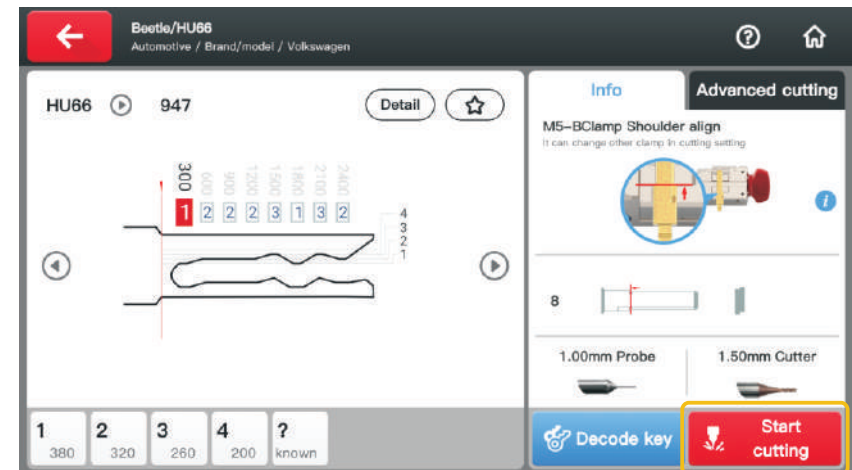 Beetle/HU66
Automotive / Brand/model / Volkswagen
HU66 947
Detail
300 600 900 1200 1500 1800 2100 2400
1 2 2 2 3 1 3 2
4
3
2
1
1 2 3 4 ?
380 320 260 200 known
Info
Advanced cutting
M5-BClamp Shoulder align
It can change other clamp in cutting setting
i
8
1.00mm Probe 1.50mm Cutter
Decode key
Start
cutting